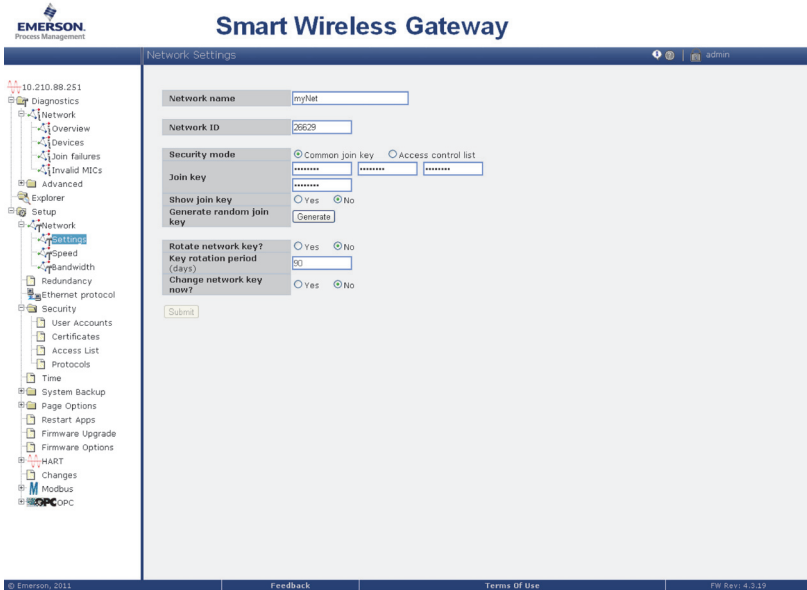 EMERSON.
Process Management
Smart Wireless Gateway
Network Settings
admin
10.210.88.251
Diagnostics
Network
Overview
Devices
Join failures
Invalid MICs
Advanced
Explorer
Setup
Network
Settings
Speed
Bandwidth
Redundancy
Ethernet protocol
Security
User Accounts
Certificates
Access List
Protocols
Time
System Backup
Page Options
Restart Apps
Firmware Upgrade
Firmware Options
HART
Changes
Modbus
OPC OPC
Network name myNet
Network ID 26629
Security mode Common join key Access control list
Join key •••••••• •••••••• ••••••••
••••••••
Show join key Yes No
Generate random join
key Generate
Rotate network key? Yes No
Key rotation period
(days) 90
Change network key
now? Yes No
Submit
© Emerson, 2011 Feedback Terms Of Use FW Rev: 4.3.19